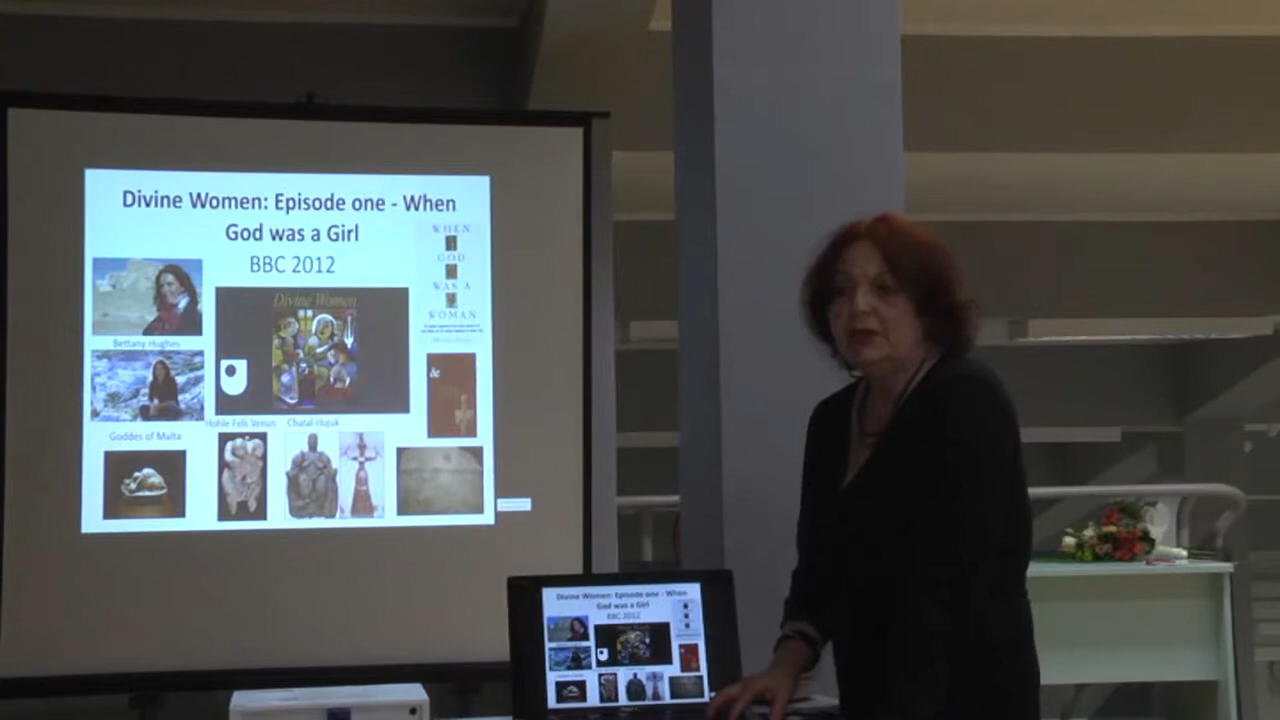 Divine Women: Episode one - When
God was a Girl
BBC 2012
WHEN
GOD
WAS A
WOMAN
Divine Women
Bettany Hughes
&
Hohle Fels Venus
Chatal Hujuk
Goddes of Malta
Divine Women: Episode one - When
God was a Girl
BBC 2012